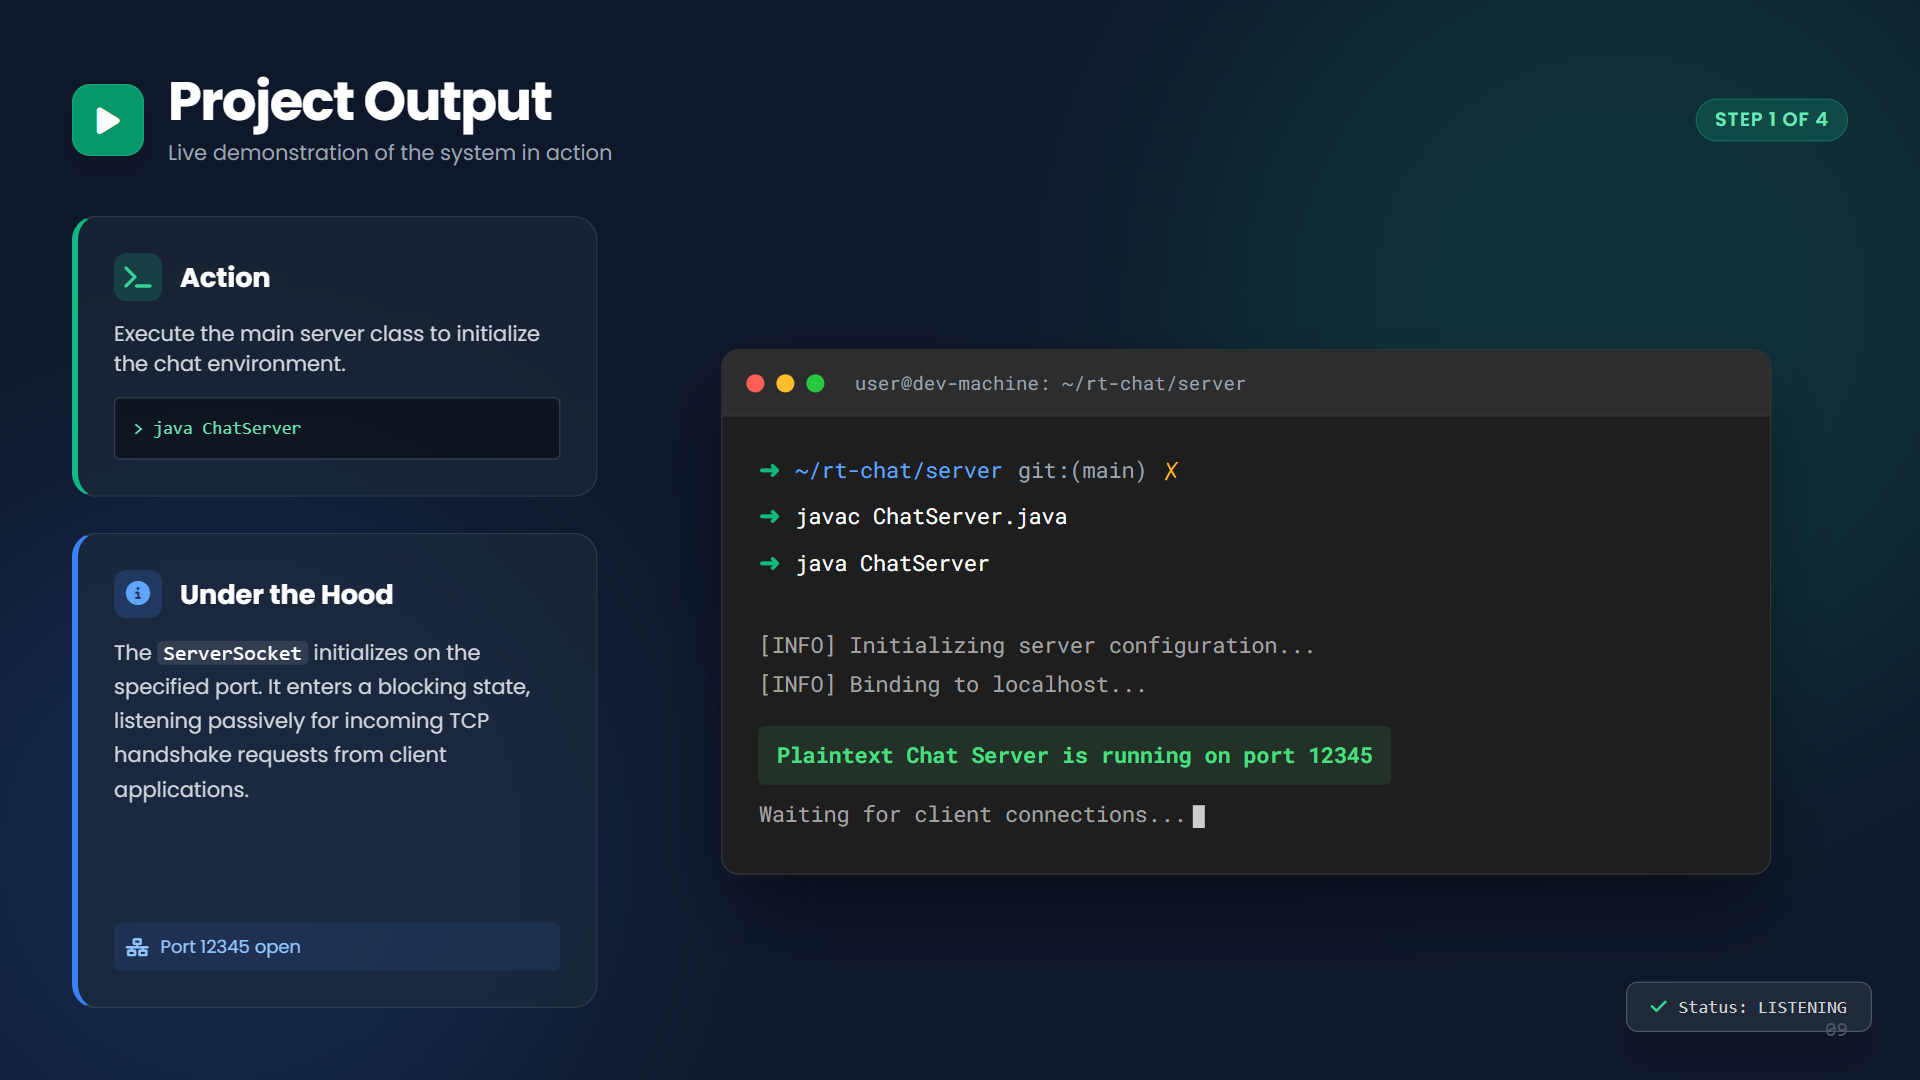 Project Output
Live demonstration of the system in action
STEP 1 OF 4
Action
Execute the main server class to initialize
the chat environment.
> java ChatServer
Under the Hood
The ServerSocket initializes on the
specified port. It enters a blocking state,
listening passively for incoming TCP
handshake requests from client
applications.
Port 12345 open
user@dev-machine: ~/rt-chat/server
➜ ~/rt-chat/server git:(main) ✗
➜ javac ChatServer.java
➜ java ChatServer
[INFO] Initializing server configuration...
[INFO] Binding to localhost...
Plaintext Chat Server is running on port 12345
Waiting for client connections...
Status: LISTENING
09